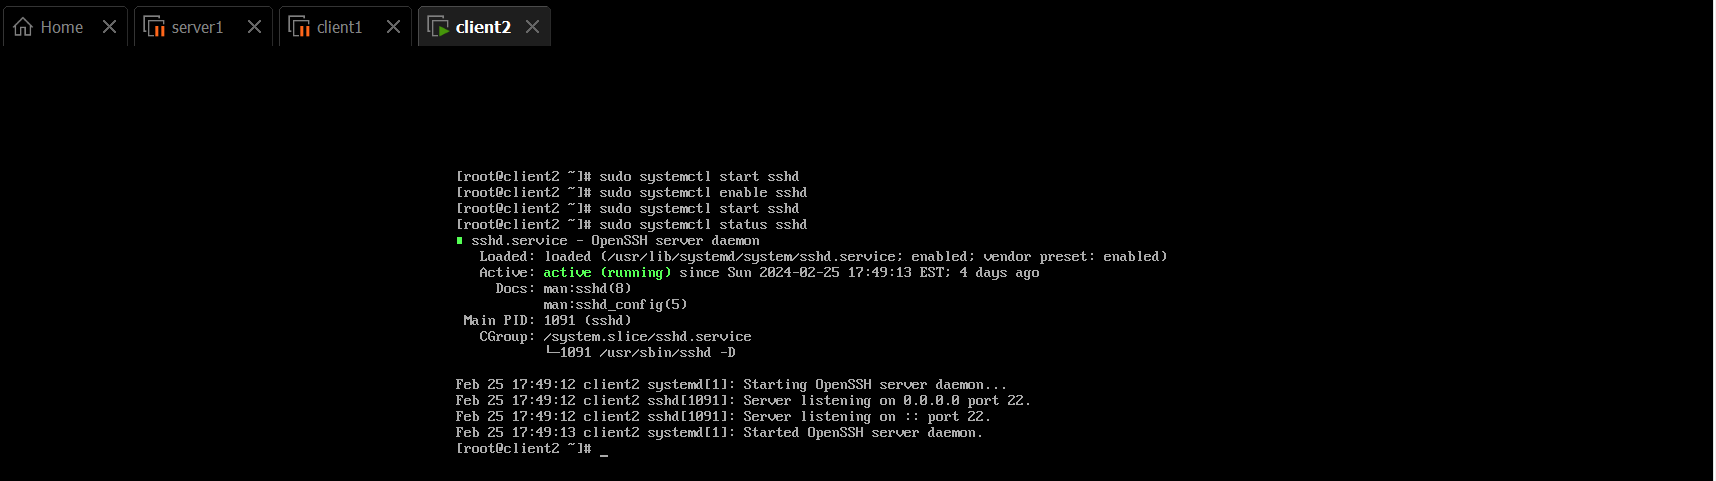 Home server1 client1 client2
[root@client2 ~]# sudo systemctl start sshd
[root@client2 ~]# sudo systemctl enable sshd
[root@client2 ~]# sudo systemctl start sshd
[root@client2 ~]# sudo systemctl status sshd
sshd.service - OpenSSH server daemon
Loaded: loaded (/usr/lib/systemd/system/sshd.service; enabled; vendor preset: enabled)
Active: active (running) since Sun 2024-02-25 17:49:13 EST; 4 days ago
Docs: man:sshd(8)
man:sshd_config(5)
Main PID: 1091 (sshd)
CGroup: /system.slice/sshd.service
└─1091 /usr/sbin/sshd -D
Feb 25 17:49:12 client2 systemd[1]: Starting OpenSSH server daemon...
Feb 25 17:49:12 client2 sshd[1091]: Server listening on 0.0.0.0 port 22.
Feb 25 17:49:12 client2 sshd[1091]: Server listening on :: port 22.
Feb 25 17:49:13 client2 systemd[1]: Started OpenSSH server daemon.
[root@client2 ~]# _